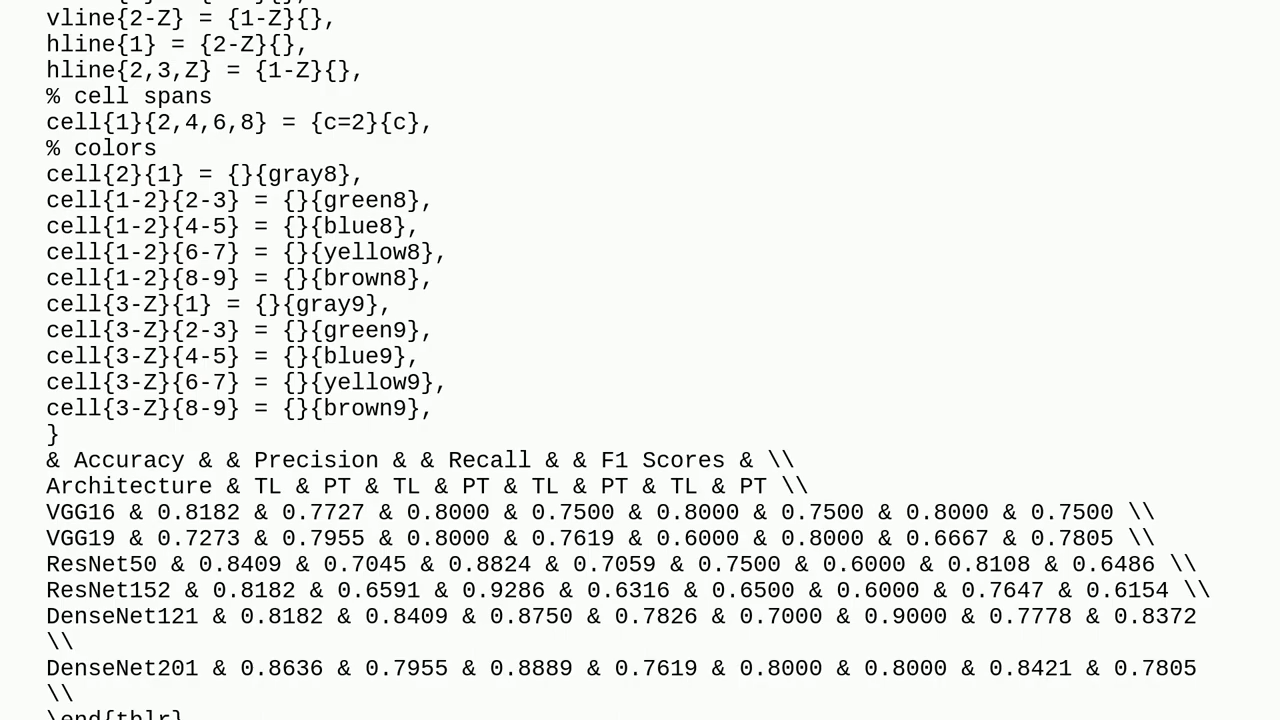 vline{2-Z} = {1-Z}{},
hline{1} = {2-Z}{},
hline{2,3,Z} = {1-Z}{},
% cell spans
cell{1}{2,4,6,8} = {c=2}{c},
% colors
cell{2}{1} = {}{gray8},
cell{1-2}{2-3} = {}{green8},
cell{1-2}{4-5} = {}{blue8},
cell{1-2}{6-7} = {}{yellow8},
cell{1-2}{8-9} = {}{brown8},
cell{3-Z}{1} = {}{gray9},
cell{3-Z}{2-3} = {}{green9},
cell{3-Z}{4-5} = {}{blue9},
cell{3-Z}{6-7} = {}{yellow9},
cell{3-Z}{8-9} = {}{brown9},
}
& Accuracy & & Precision & & Recall & & F1 Scores & \\
Architecture & TL & PT & TL & PT & TL & PT & TL & PT \\
VGG16 & 0.8182 & 0.7727 & 0.8000 & 0.7500 & 0.8000 & 0.7500 & 0.8000 & 0.7500 \\
VGG19 & 0.7273 & 0.7955 & 0.8000 & 0.7619 & 0.6000 & 0.8000 & 0.6667 & 0.7805 \\
ResNet50 & 0.8409 & 0.7045 & 0.8824 & 0.7059 & 0.7500 & 0.6000 & 0.8108 & 0.6486 \\
ResNet152 & 0.8182 & 0.6591 & 0.9286 & 0.6316 & 0.6500 & 0.6000 & 0.7647 & 0.6154 \\
DenseNet121 & 0.8182 & 0.8409 & 0.8750 & 0.7826 & 0.7000 & 0.9000 & 0.7778 & 0.8372
\\
DenseNet201 & 0.8636 & 0.7955 & 0.8889 & 0.7619 & 0.8000 & 0.8000 & 0.8421 & 0.7805
\\
\end{tblr}